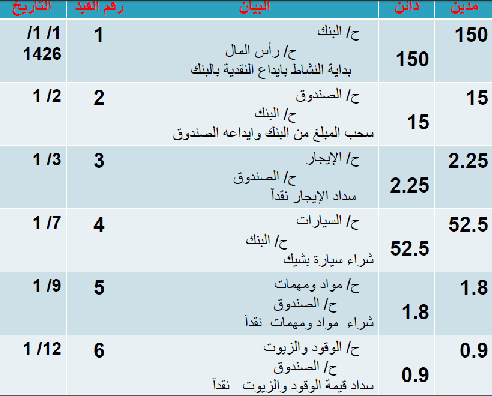 مدين دائن البيان رقم القيد التاريخ
150 ح/ البنك 1 1/ 1/
150 ح/ رأس المال 1426
بداية النشاط بايداع النقدية بالبنك
15 ح/ الصندوق 2 2/ 1
15 ح/ البنك
سحب المبلغ من البنك وايداعه الصندوق
2.25 ح/ الإيجار 3 3/ 1
2.25 ح/ الصندوق
سداد الإيجار نقداً
52.5 ح/ السيارات 4 7/ 1
52.5 ح/ البنك
شراء سيارة بشيك
1.8 ح/ مواد ومهمات 5 9/ 1
1.8 ح/ الصندوق
شراء مواد ومهمات نقداً
0.9 ح/ الوقود والزيوت 6 12/ 1
0.9 ح/ الصندوق
سداد قيمة الوقود والزيوت نقداً